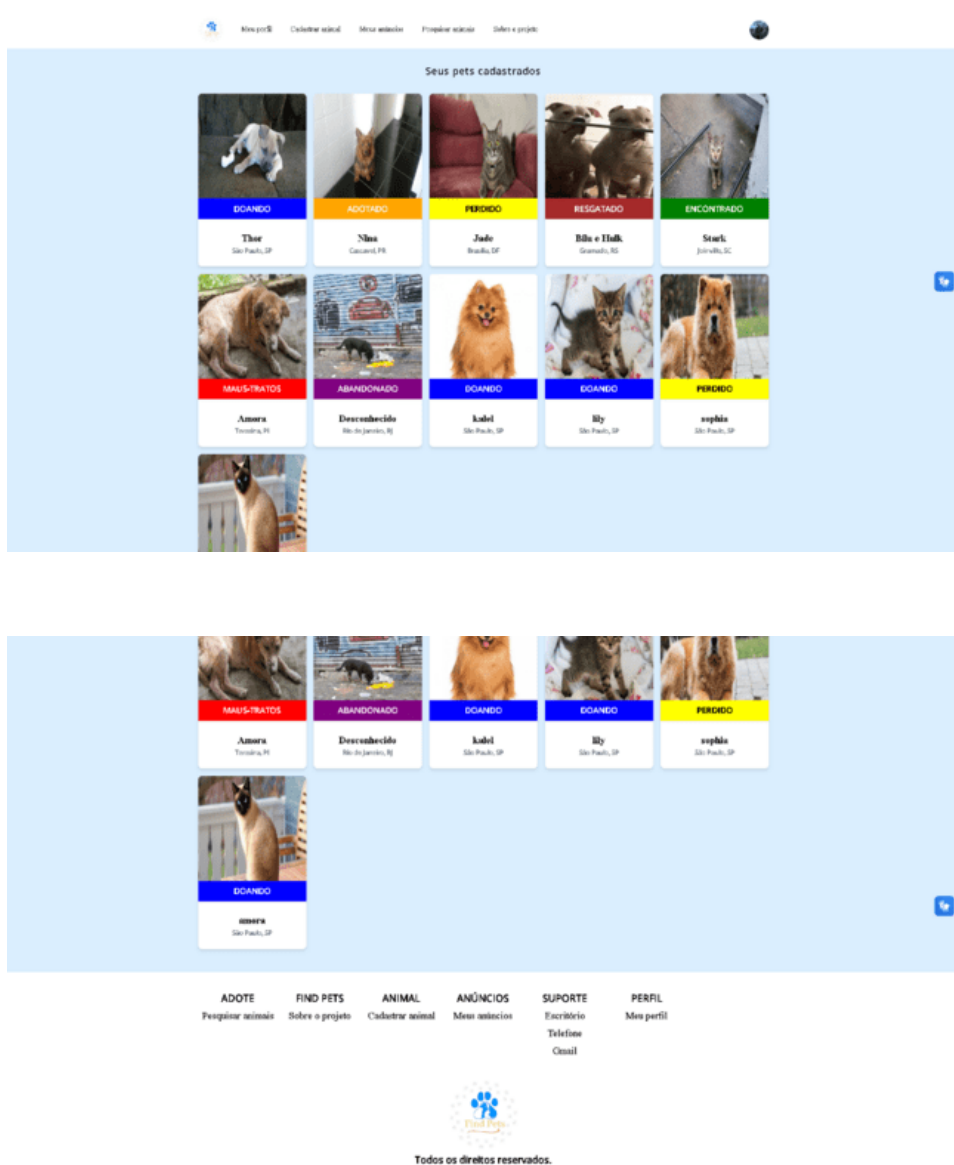 Meu perfil Cadastrar animal Meus anúncios Pesquisar animais Sobre o projeto
Seus pets cadastrados
DOANDO ADOTADO PERDIDO RESGATADO ENCONTRADO
Thor Nina Jade Bilu e Hulk Stark
São Paulo, SP Cascavel, PR Brasília, DF Gramado, RS Joinville, SC
MAUS-TRATOS ABANDONADO DOANDO DOANDO PERDIDO
Amora Desconhecido kalel lily sophia
Teresina, PI Rio de Janeiro, RJ São Paulo, SP São Paulo, SP São Paulo, SP
MAUS-TRATOS ABANDONADO DOANDO DOANDO PERDIDO
Amora Desconhecido kalel lily sophia
Teresina, PI Rio de Janeiro, RJ São Paulo, SP São Paulo, SP São Paulo, SP
DOANDO
amora
São Paulo, SP
ADOTE FIND PETS ANIMAL ANÚNCIOS SUPORTE PERFIL
Pesquisar animais Sobre o projeto Cadastrar animal Meus anúncios Escritório Meu perfil
Telefone
Gmail
Find Pets
Todos os direitos reservados.